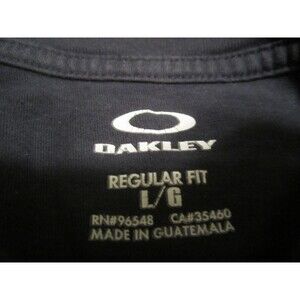 OAKLEY
REGULAR FIT
L/G
RN#96548 CA#35460
MADE IN GUATEMALA